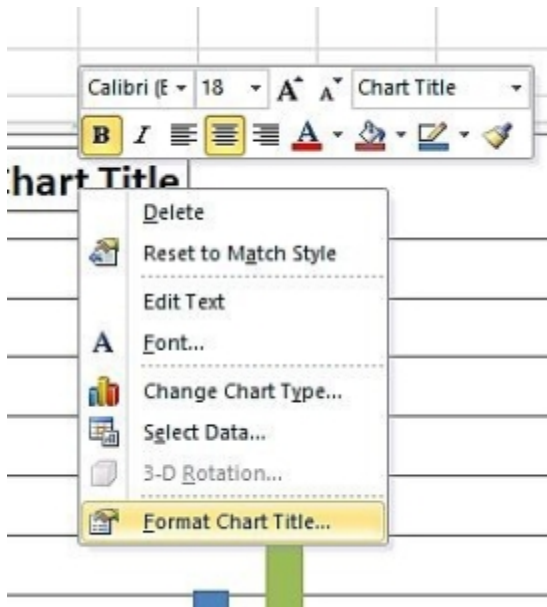 Calibri (E 18 A A Chart Title
B I A
hart Title
Delete
Reset to Match Style
Edit Text
A Font...
Change Chart Type...
Select Data...
3-D Rotation...
Format Chart Title...